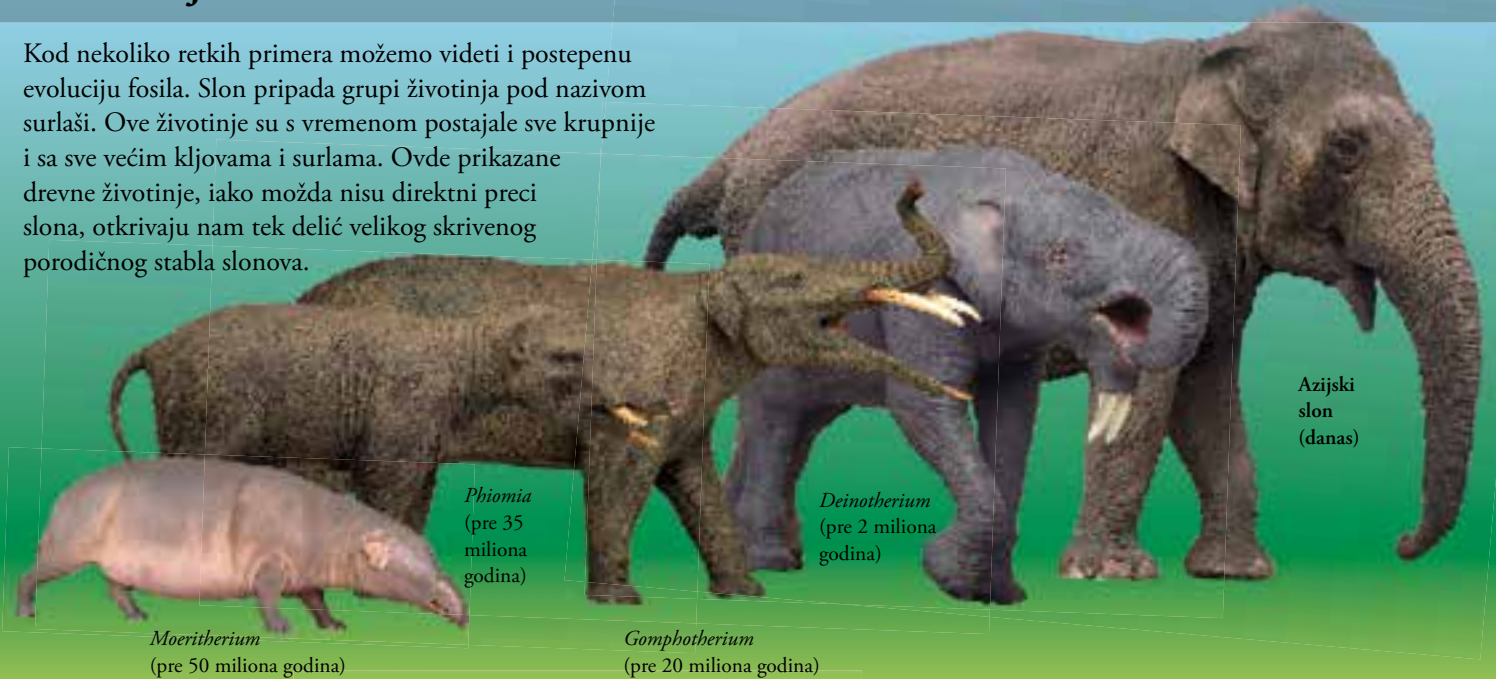 Kod nekoliko retkih primera možemo videti i postepenu
evoluciju fosila. Slon pripada grupi životinja pod nazivom
surlaši. Ove životinje su s vremenom postajale sve krupnije
i sa sve većim kljovama i surlama. Ovde prikazane
drevne životinje, iako možda nisu direktni preci
slona, otkrivaju nam tek delić velikog skrivenog
porodičnog stabla slonova.
Moeritherium
(pre 50 miliona godina)
Phiomia
(pre 35
miliona
godina)
Gomphotherium
(pre 20 miliona godina)
Deinotherium
(pre 2 miliona
godina)
Azijski
slon
(danas)